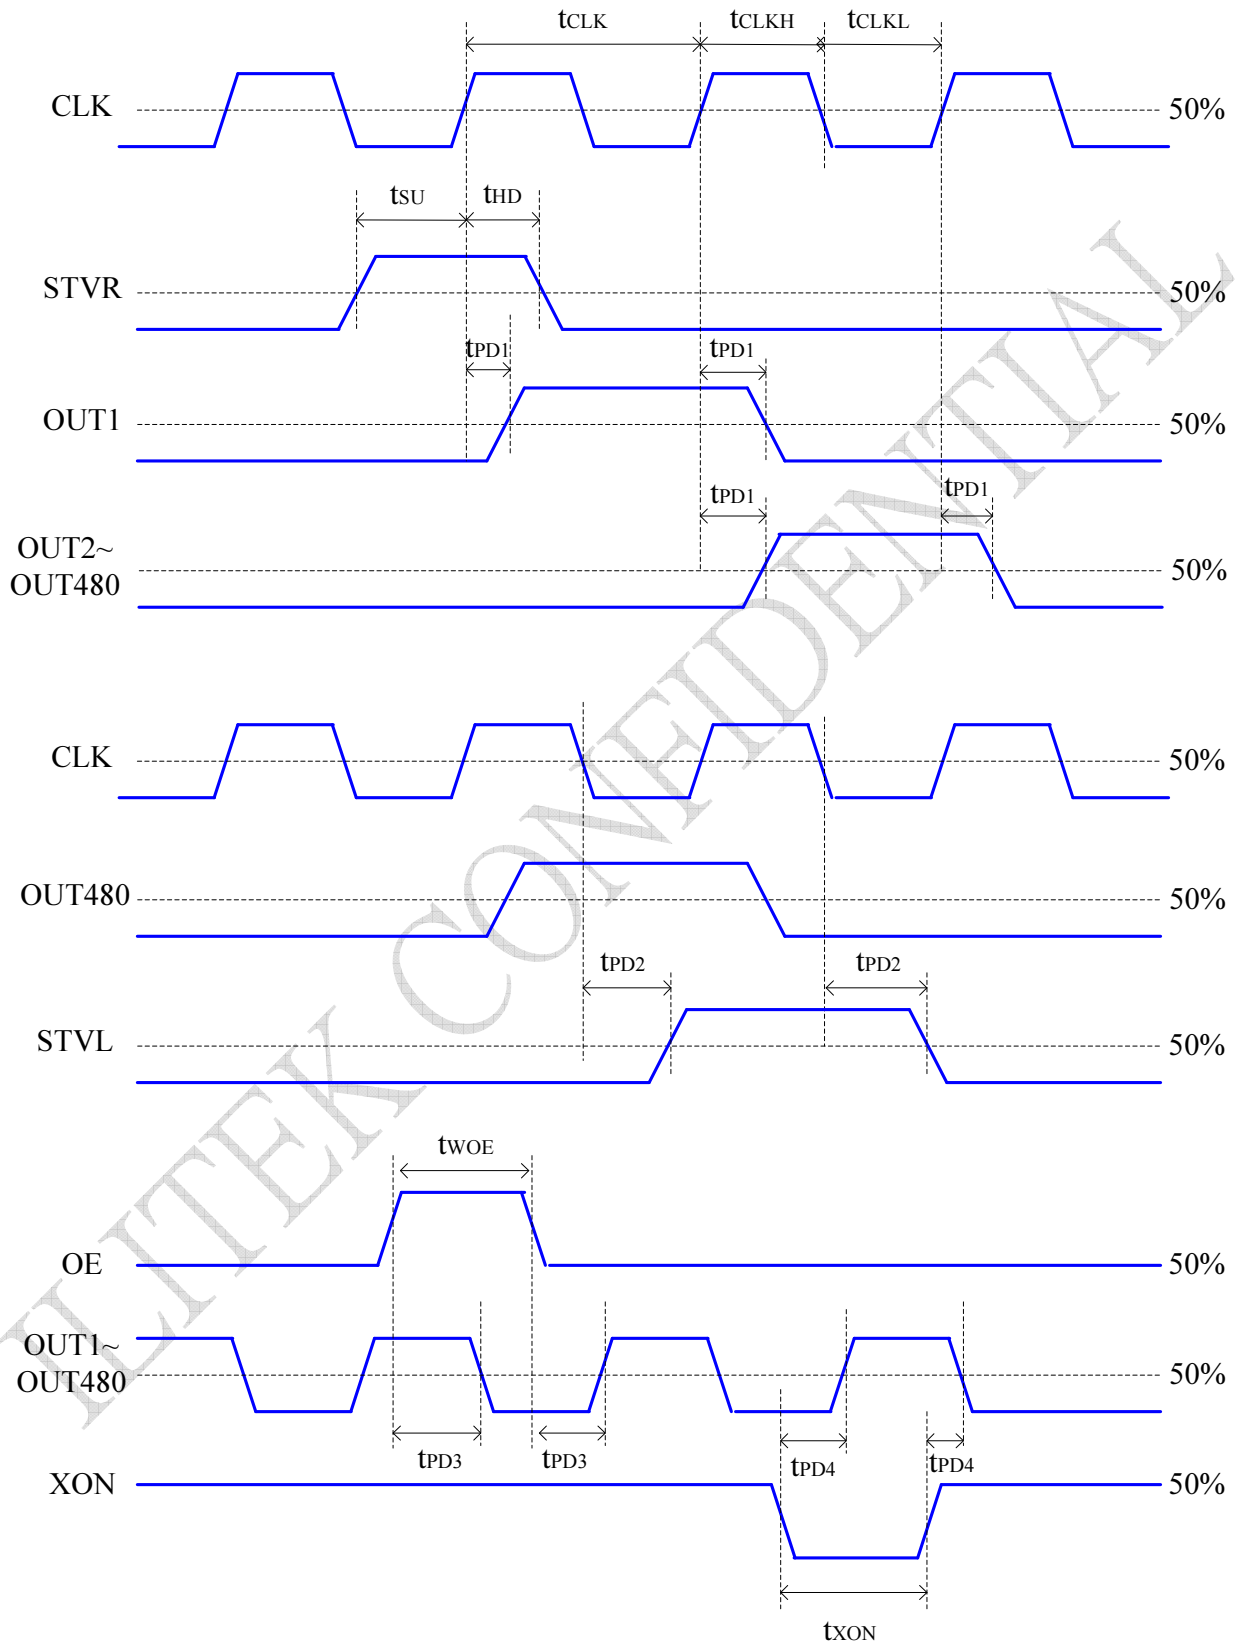 tCLK tCLKH tCLKL
CLK 50%
tSU tHD
STVR 50%
tPD1 tPD1
OUT1 50%
tPD1 tPD1
OUT2~
OUT480 50%
CLK 50%
OUT480 50%
tPD2 tPD2
STVL 50%
tWOE
OE 50%
OUT1~
OUT480 50%
tPD3 tPD3 tPD4 tPD4
XON 50%
tXON
ILITEK CONFIDENTIAL